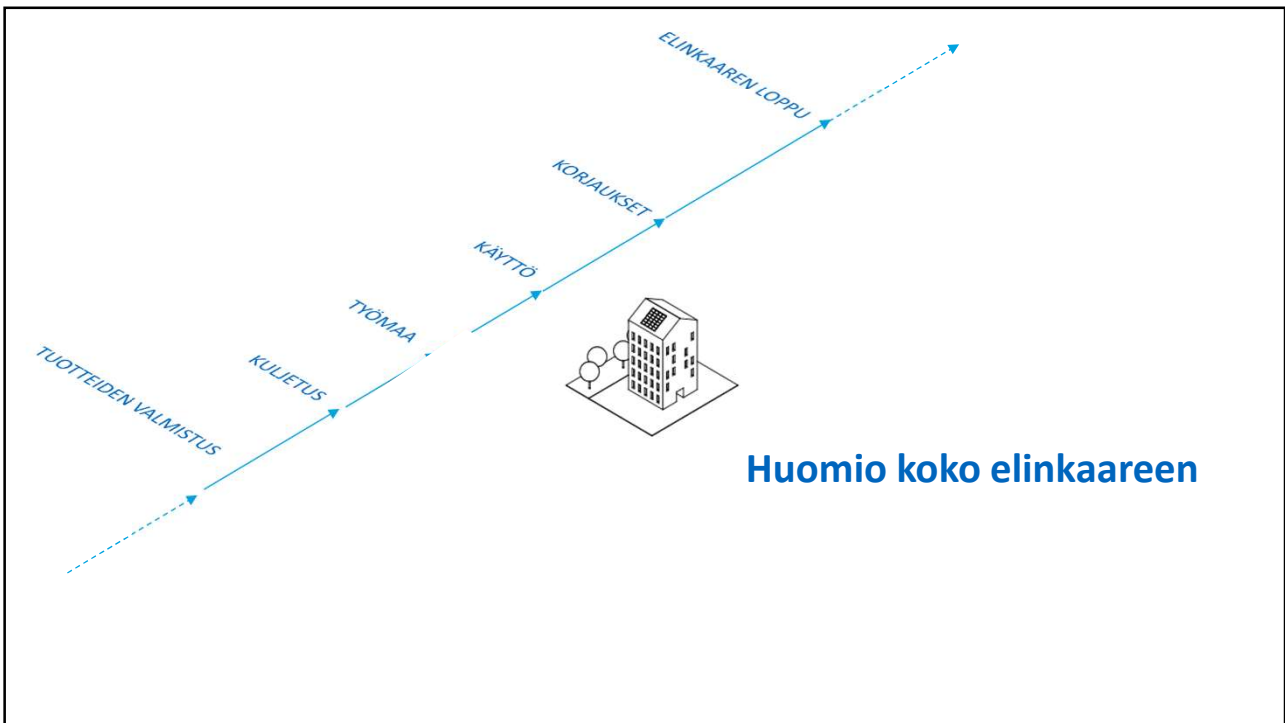 ELINKAAREN LOPPU
KORJAUKSET
KÄYTTÖ
TYÖMAA
KULJETUS
TUOTTEIDEN VALMISTUS
Huomio koko elinkaareen